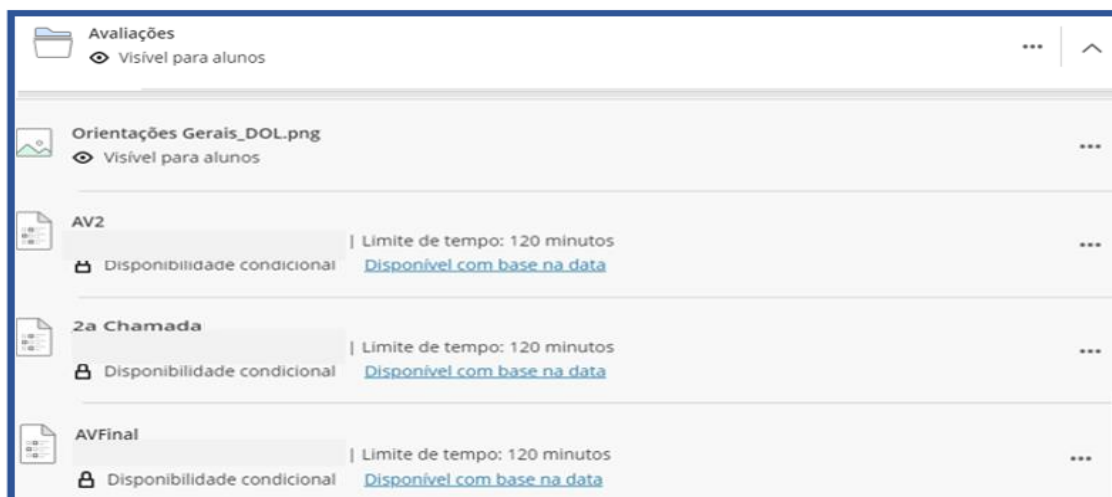 Avaliações
Visível para alunos
Orientações Gerais_DOL.png
Visível para alunos
AV2
| Limite de tempo: 120 minutos
Disponibilidade condicional Disponível com base na data
2a Chamada
| Limite de tempo: 120 minutos
Disponibilidade condicional Disponível com base na data
AVFinal
| Limite de tempo: 120 minutos
Disponibilidade condicional Disponível com base na data